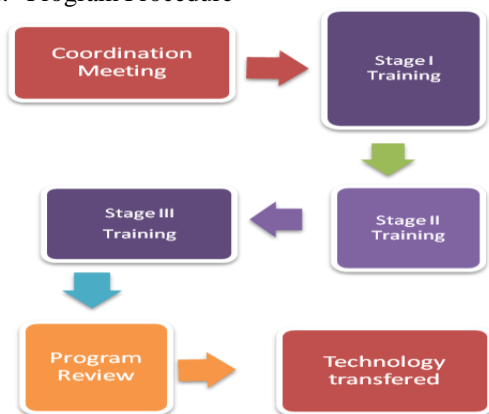 Program Procedure
Coordination
Meeting
Stage I
Training
Stage II
Training
Stage III
Training
Program
Review
Technology
transfered